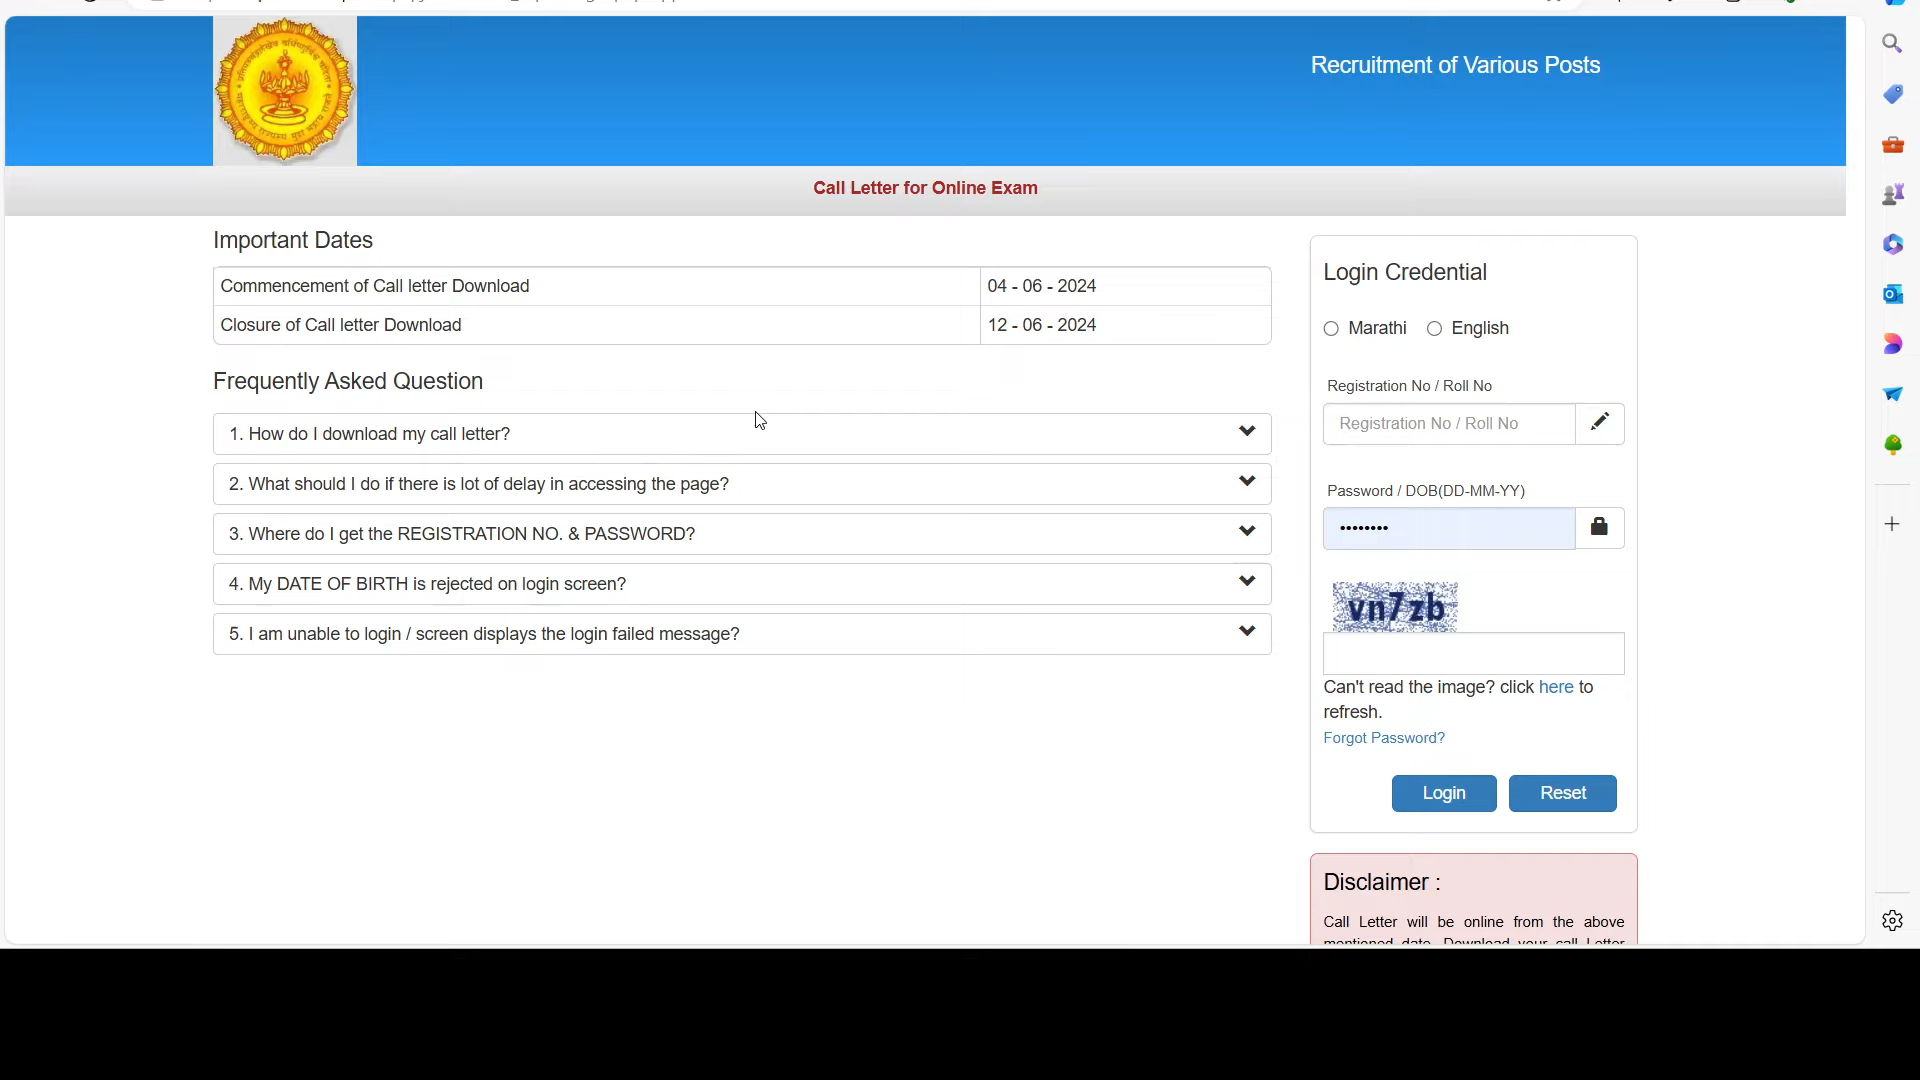 Recruitment of Various Posts
Call Letter for Online Exam
Important Dates
Commencement of Call letter Download 04 - 06 - 2024
Closure of Call letter Download 12 - 06 - 2024
Frequently Asked Question
1. How do I download my call letter?
2. What should I do if there is lot of delay in accessing the page?
3. Where do I get the REGISTRATION NO. & PASSWORD?
4. My DATE OF BIRTH is rejected on login screen?
5. I am unable to login / screen displays the login failed message?
Login Credential
Marathi English
Registration No / Roll No
Registration No / Roll No
Password / DOB(DD-MM-YY)
••••••••
vn7zb
Can't read the image? click here to
refresh.
Forgot Password?
Login Reset
Disclaimer :
Call Letter will be online from the above
mentioned date. Download your call Letter